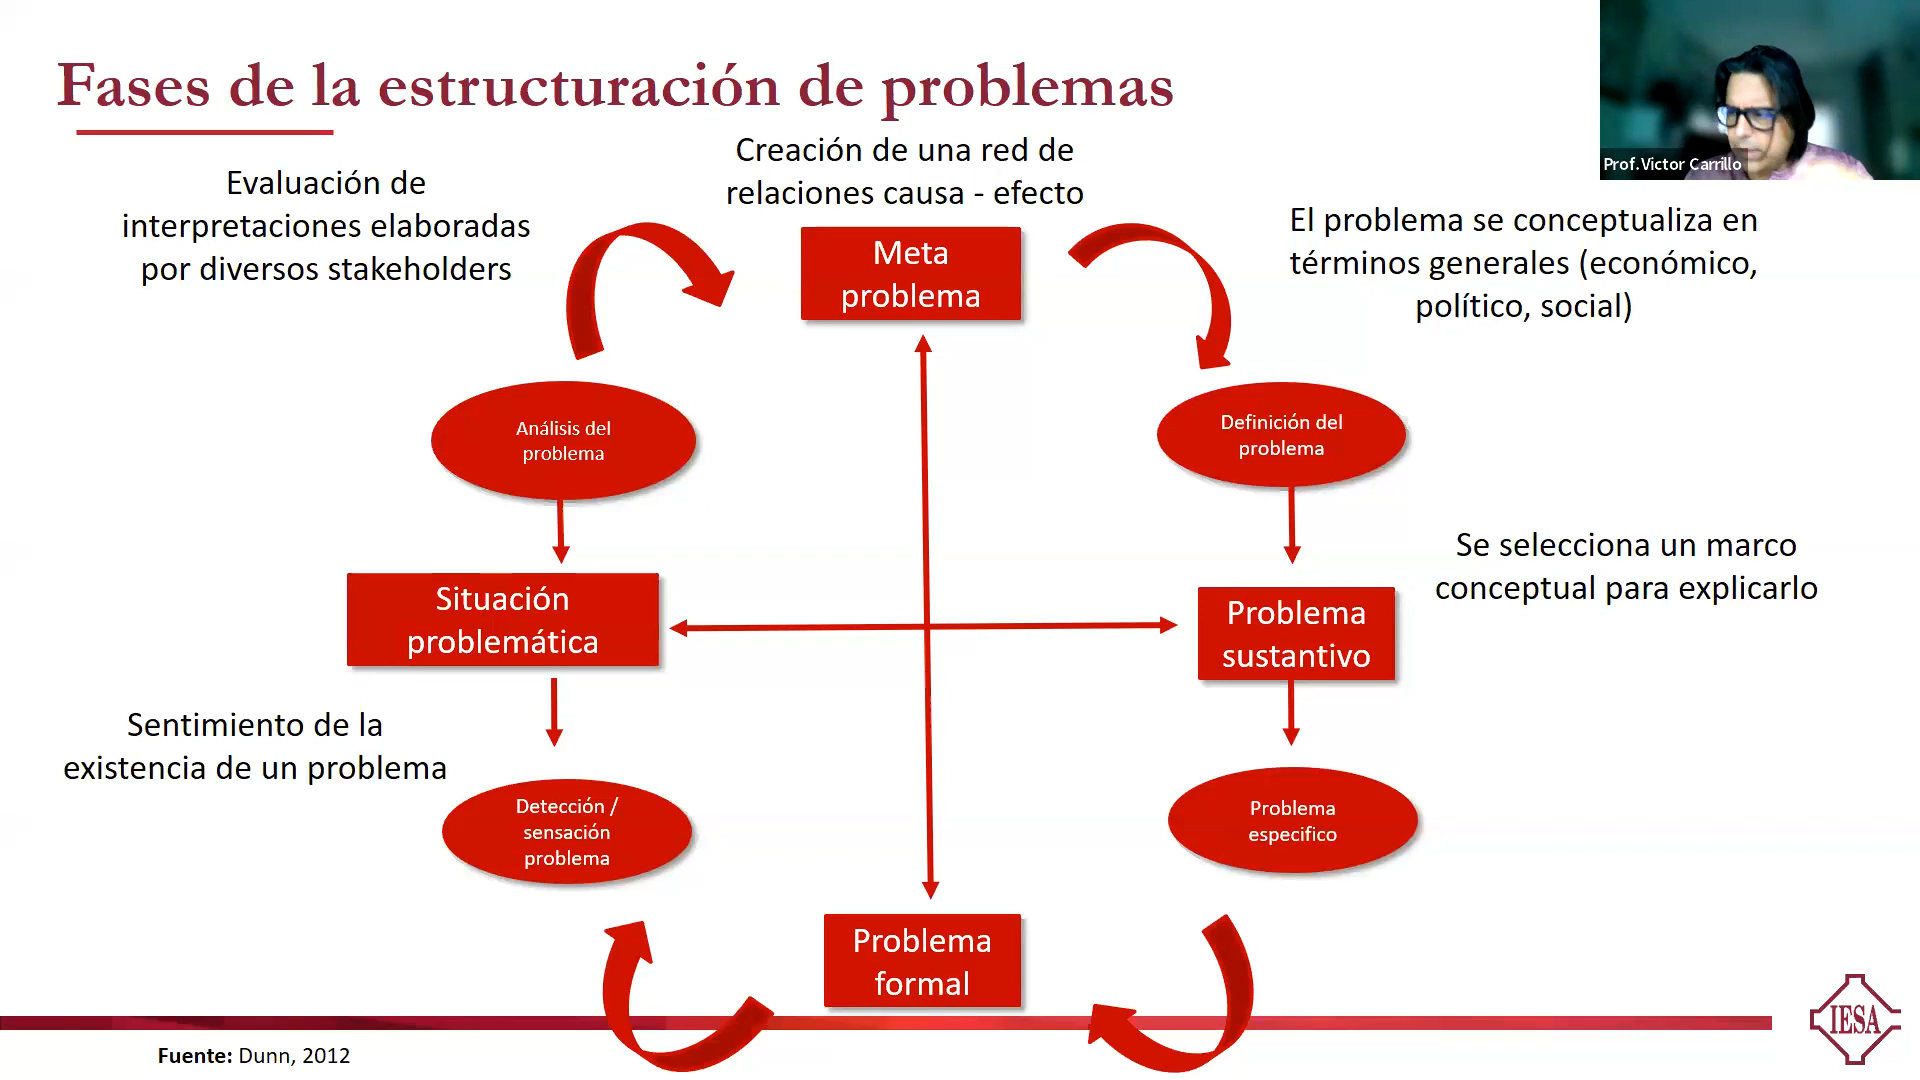 Fases de la estructuración de problemas
Prof. Victor Carrillo
Creación de una red de
relaciones causa - efecto
Evaluación de
interpretaciones elaboradas
por diversos stakeholders
El problema se conceptualiza en
términos generales (económico,
político, social)
Meta
problema
Análisis del
problema
Definición del
problema
Situación
problemática
Problema
sustantivo
Se selecciona un marco
conceptual para explicarlo
Sentimiento de la
existencia de un problema
Detección /
sensación
problema
Problema
especifico
Problema
formal
IESA
Fuente: Dunn, 2012